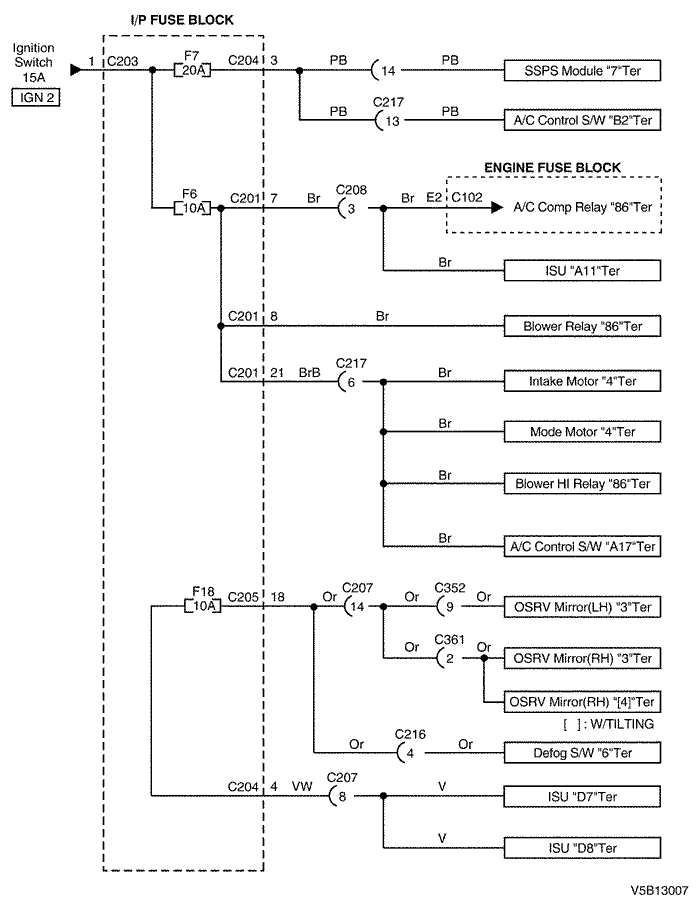 I/P FUSE BLOCK
Ignition
Switch
15A
IGN 2
1 C203 F7 20A C204 3 PB 14 PB SSPS Module "7"Ter
PB C217 13 PB A/C Control S/W "B2"Ter
ENGINE FUSE BLOCK
F6 10A C201 7 Br C208 3 Br E2 C102 A/C Comp Relay "86"Ter
Br ISU "A11"Ter
C201 8 Br Blower Relay "86"Ter
C201 21 BrB C217 6 Br Intake Motor "4"Ter
Br Mode Motor "4"Ter
Br Blower HI Relay "86"Ter
Br A/C Control S/W "A17"Ter
F18 10A C205 18 Or C207 14 Or C352 9 Or OSRV Mirror(LH) "3"Ter
Or C361 2 Or OSRV Mirror(RH) "3"Ter
OSRV Mirror(RH) "[4]"Ter
[ ] : W/TILTING
Or C216 4 Or Defog S/W "6"Ter
C204 4 VW C207 8 V ISU "D7"Ter
V ISU "D8"Ter
V5B13007